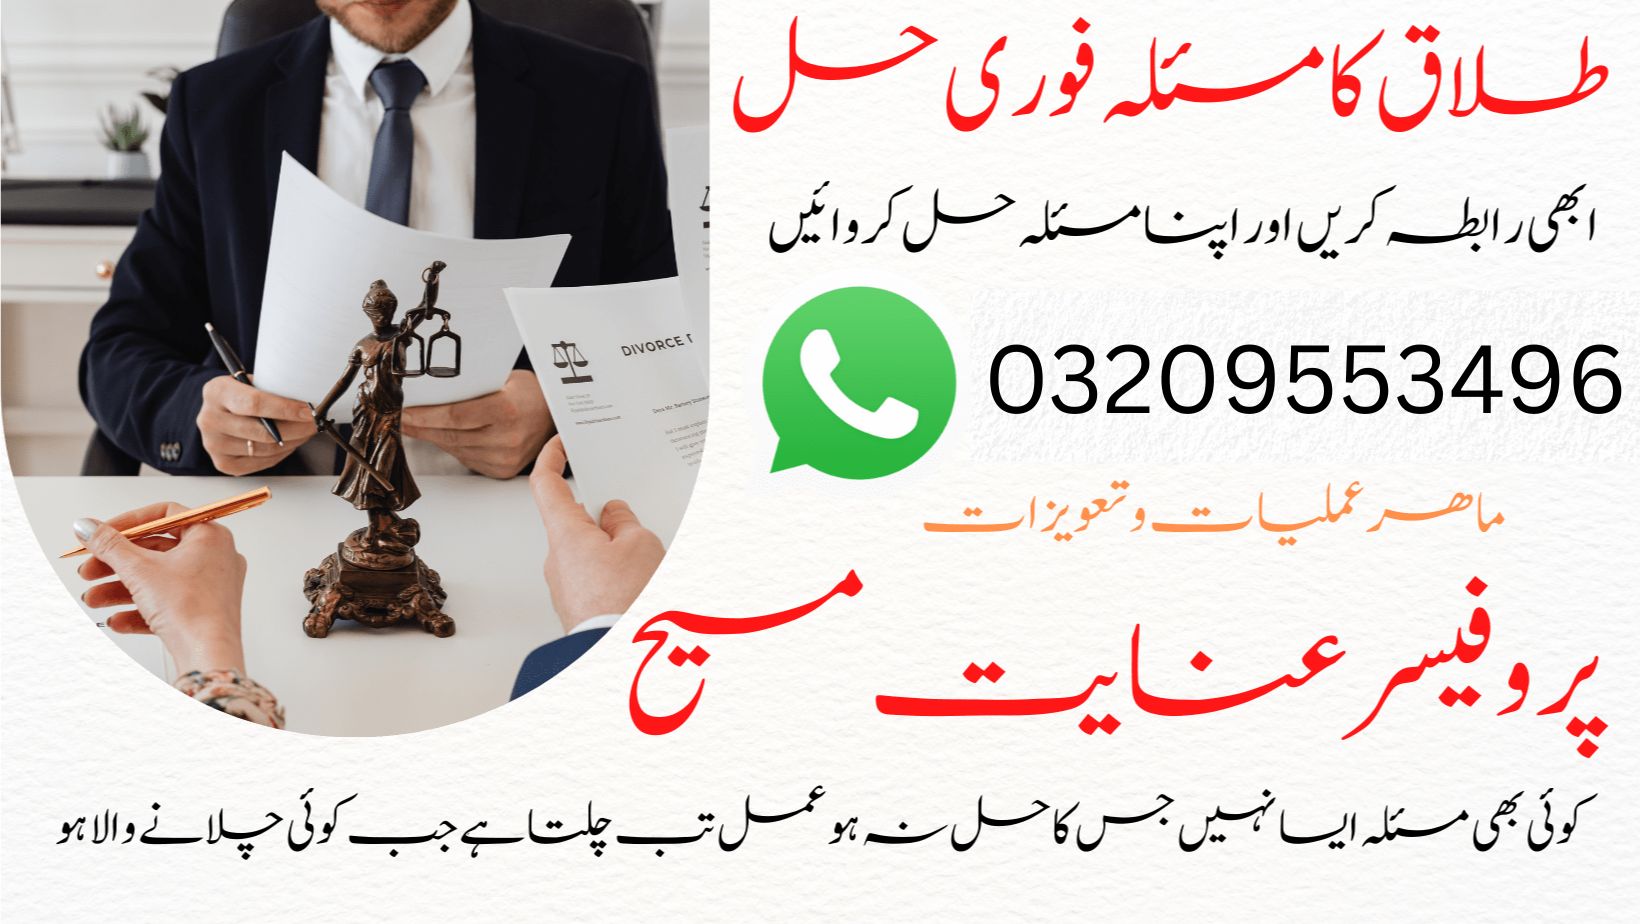 طلاق کا مسئلہ فوری حل
ابھی رابطہ کریں اور اپنا مسئلہ حل کروائیں
03209553496
ماھر عملیات و تعویزات
پروفیسر عنایت مسیح
کوئی بھی مسئلہ ایسا نہیں جس کا حل نہ ہو عمل تب چلتا ہے جب کوئی چلانے والا ہو
DIVORCE